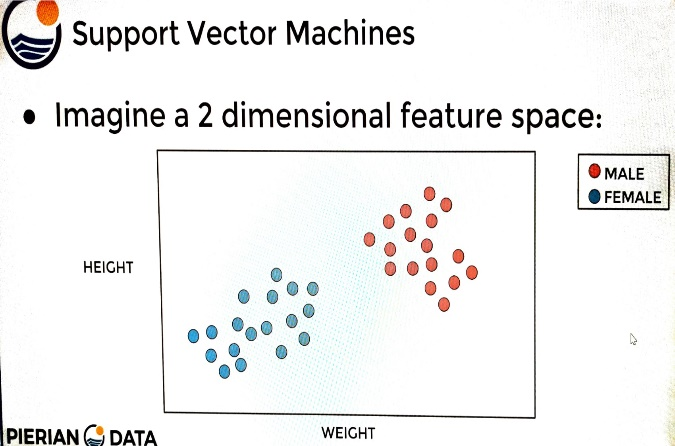 Support Vector Machines
• Imagine a 2 dimensional feature space:
MALE
FEMALE
HEIGHT
WEIGHT
PIERIAN DATA